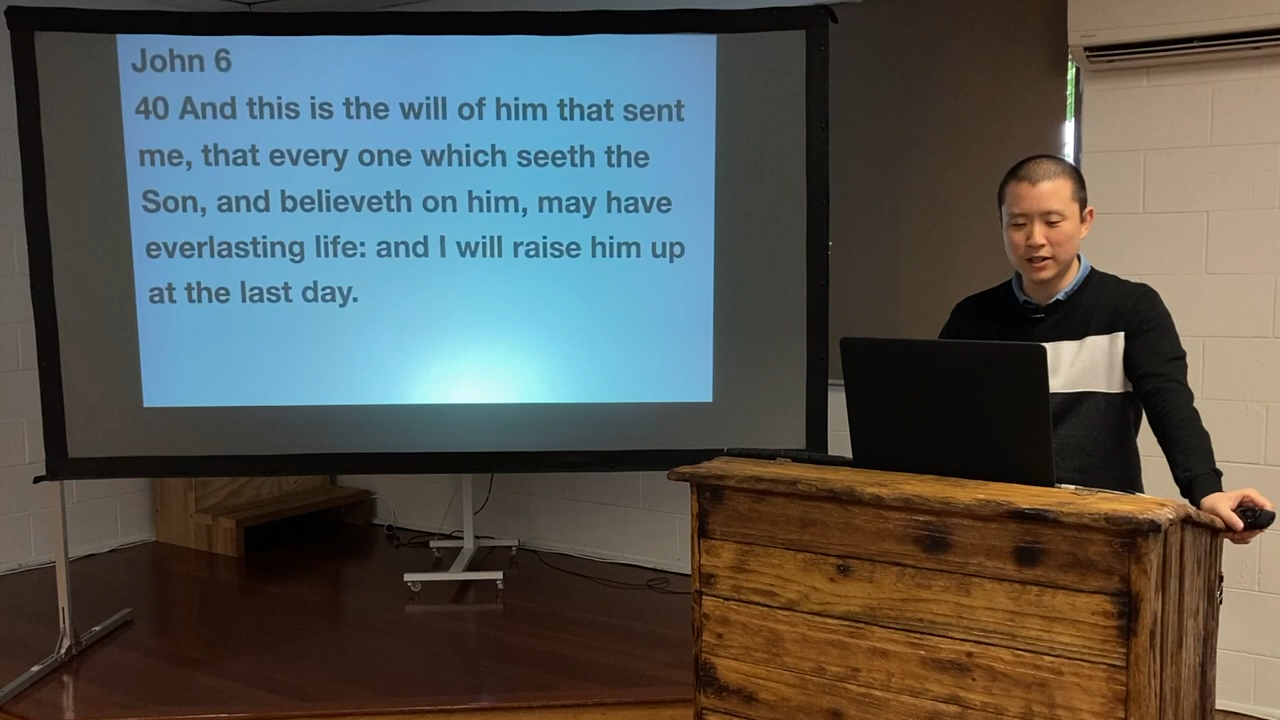 John 6
40 And this is the will of him that sent
me, that every one which seeth the
Son, and believeth on him, may have
everlasting life: and I will raise him up
at the last day.